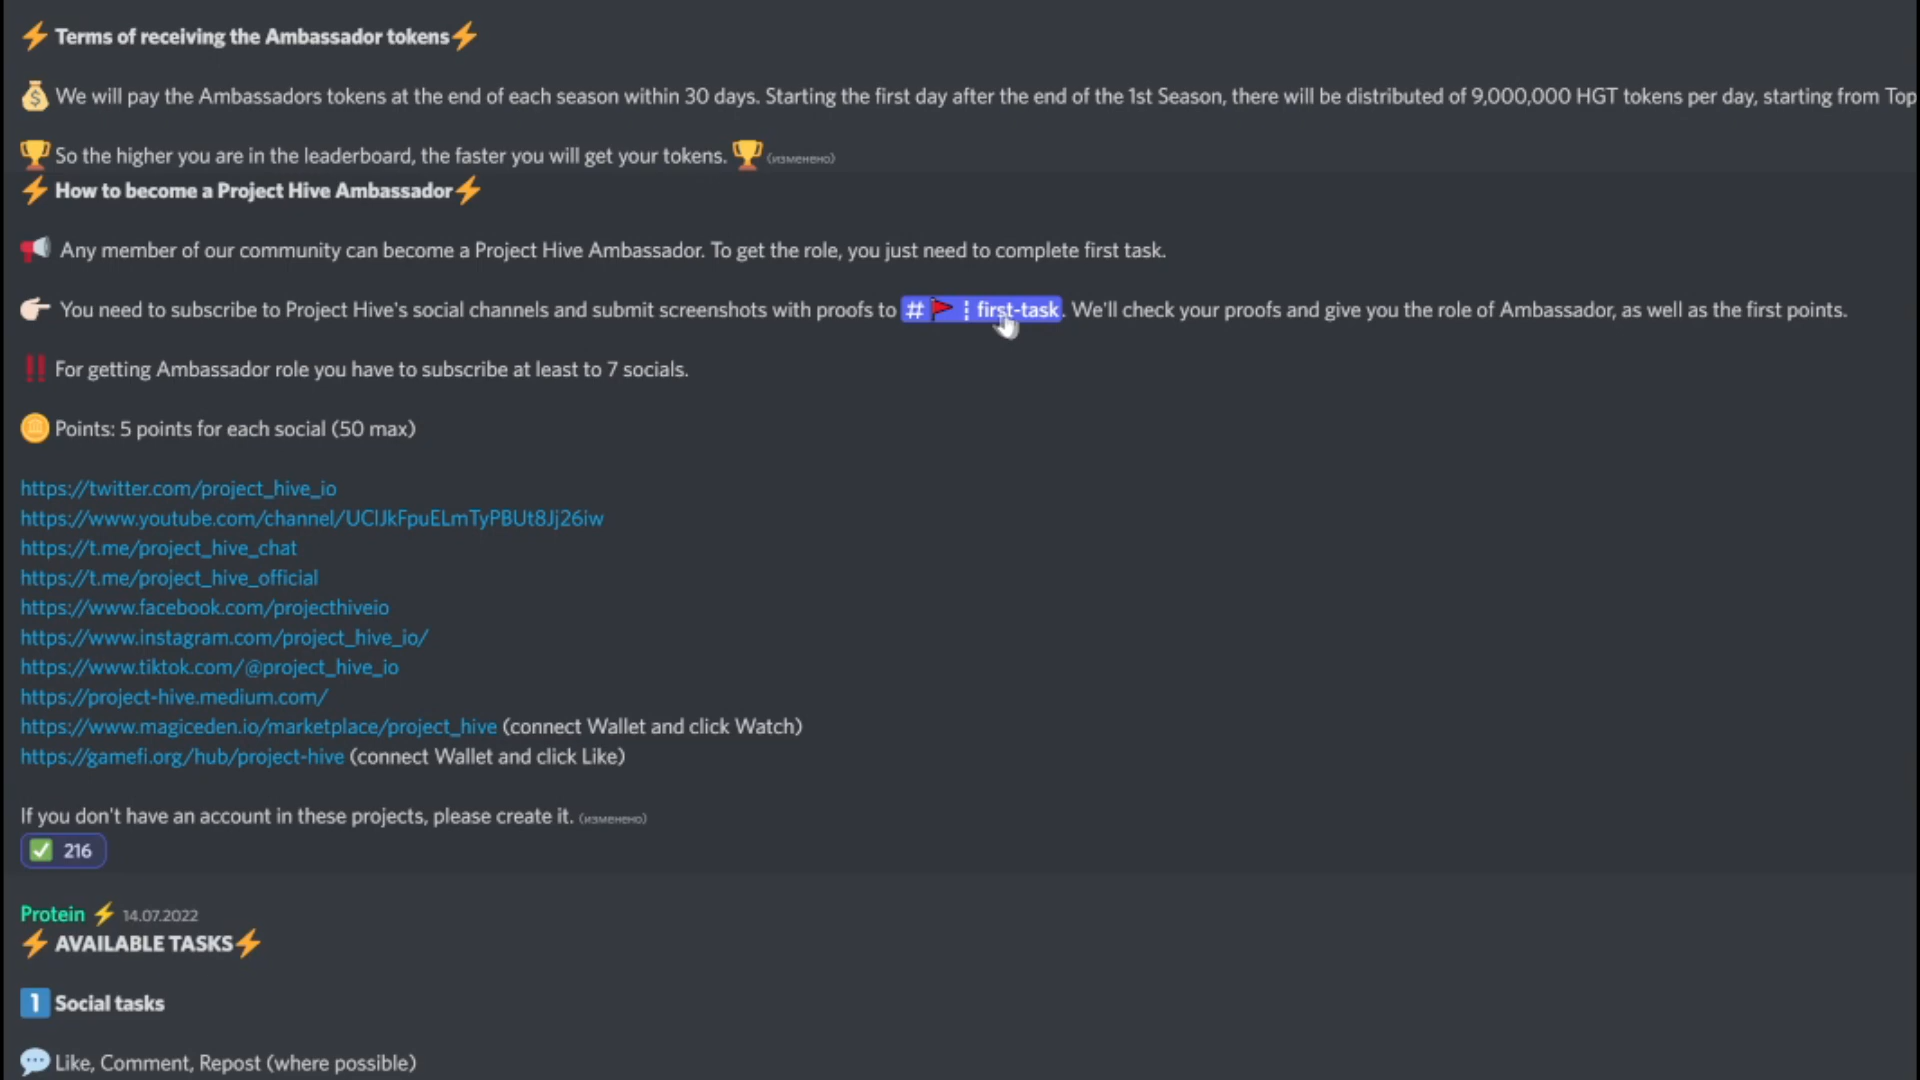 Terms of receiving the Ambassador tokens
We will pay the Ambassadors tokens at the end of each season within 30 days. Starting the first day after the end of the 1st Season, there will be distributed of 9,000,000 HGT tokens per day, starting from Top
So the higher you are in the leaderboard, the faster you will get your tokens. (изменено)
How to become a Project Hive Ambassador
Any member of our community can become a Project Hive Ambassador. To get the role, you just need to complete first task.
You need to subscribe to Project Hive's social channels and submit screenshots with proofs to # ┆ first-task. We'll check your proofs and give you the role of Ambassador, as well as the first points.
For getting Ambassador role you have to subscribe at least to 7 socials.
Points: 5 points for each social (50 max)
https://twitter.com/project_hive_io
https://www.youtube.com/channel/UClJkFpuELmTyPBUt8Jj26iw
https://t.me/project_hive_chat
https://t.me/project_hive_official
https://www.facebook.com/projecthiveio
https://www.instagram.com/project_hive_io/
https://www.tiktok.com/@project_hive_io
https://project-hive.medium.com/
https://www.magiceden.io/marketplace/project_hive (connect Wallet and click Watch)
https://gamefi.org/hub/project-hive (connect Wallet and click Like)
If you don't have an account in these projects, please create it. (изменено)
216
Protein 14.07.2022
AVAILABLE TASKS
1 Social tasks
Like, Comment, Repost (where possible)